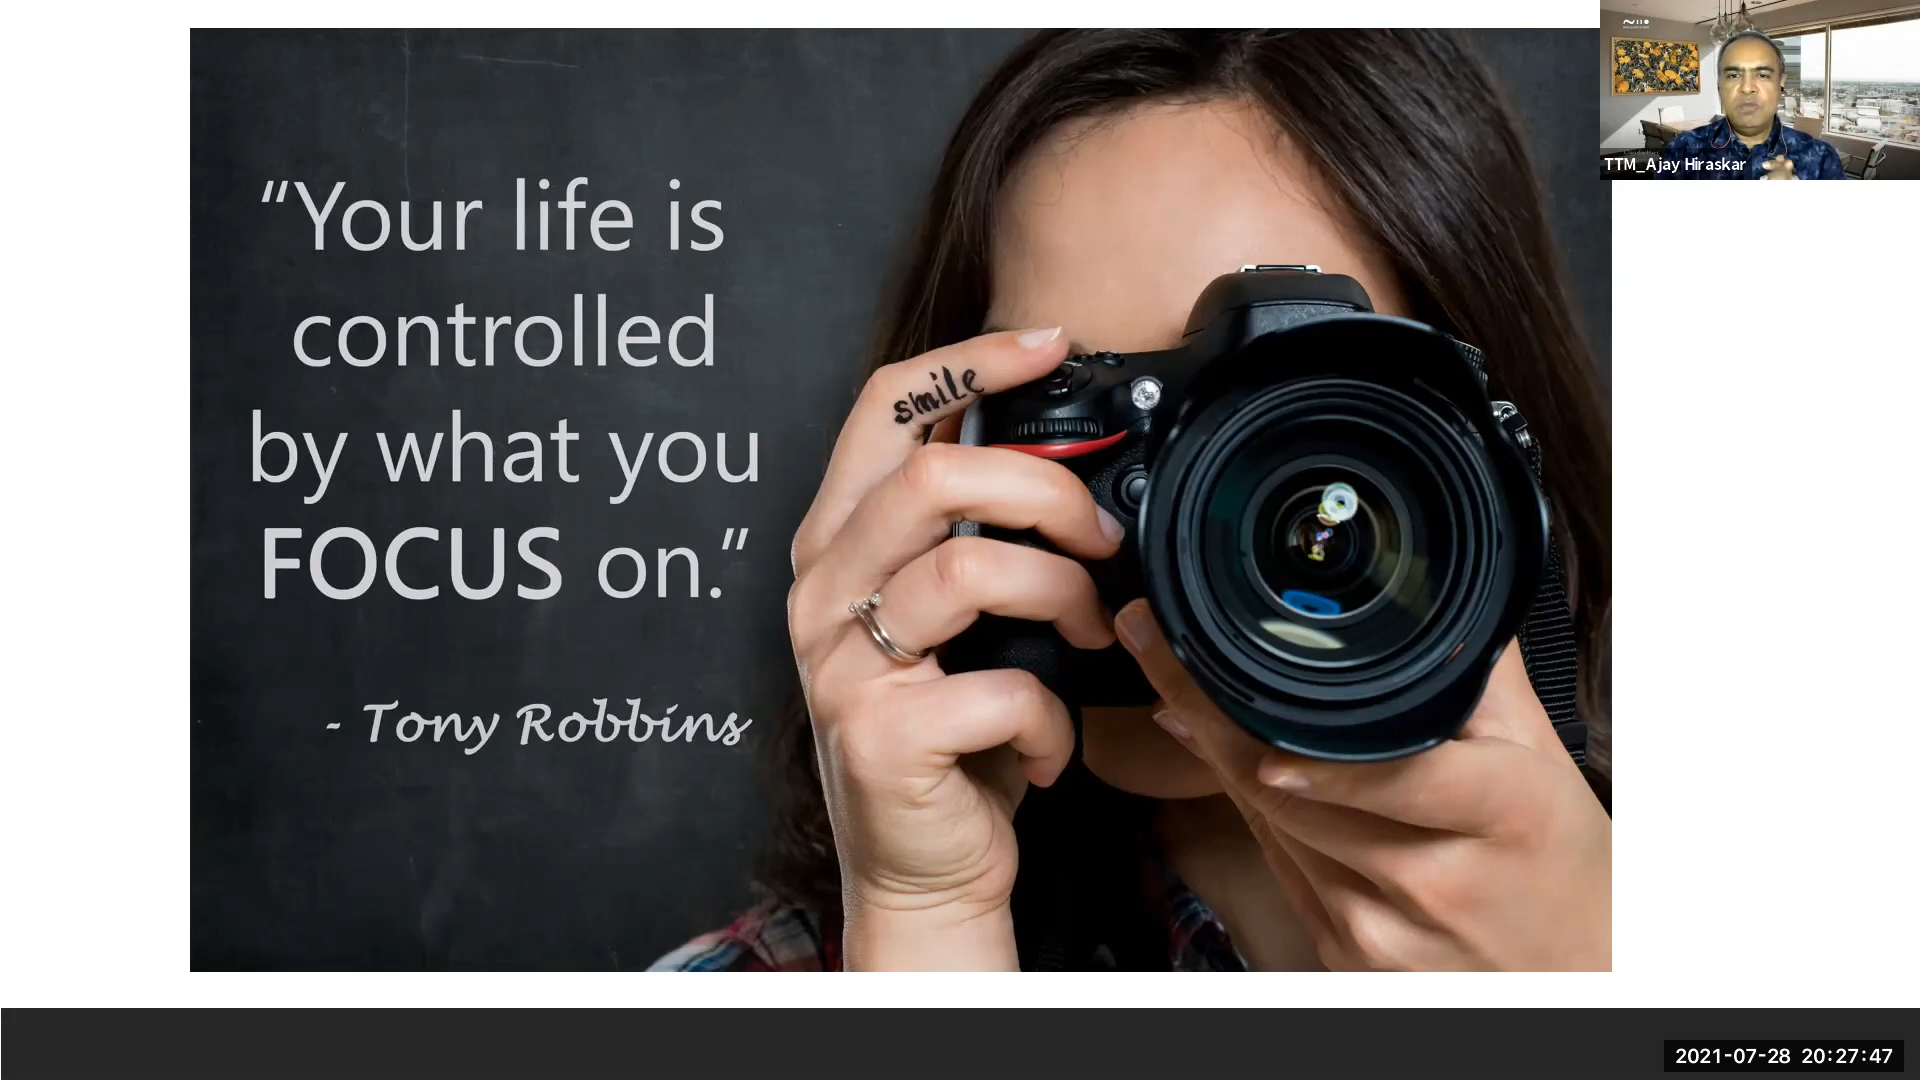 “Your life is
controlled
by what you
FOCUS on.”
- Tony Robbins
smile
TTM_Ajay Hiraskar
2021-07-28 20:27:47